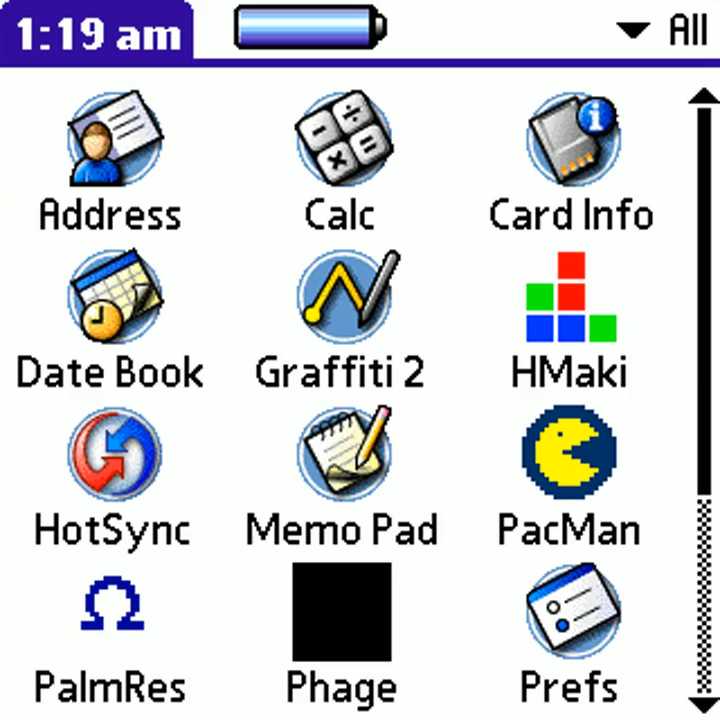 1:19 am All
Address Calc Card Info
Date Book Graffiti 2 HMaki
HotSync Memo Pad PacMan
PalmRes Phage Prefs